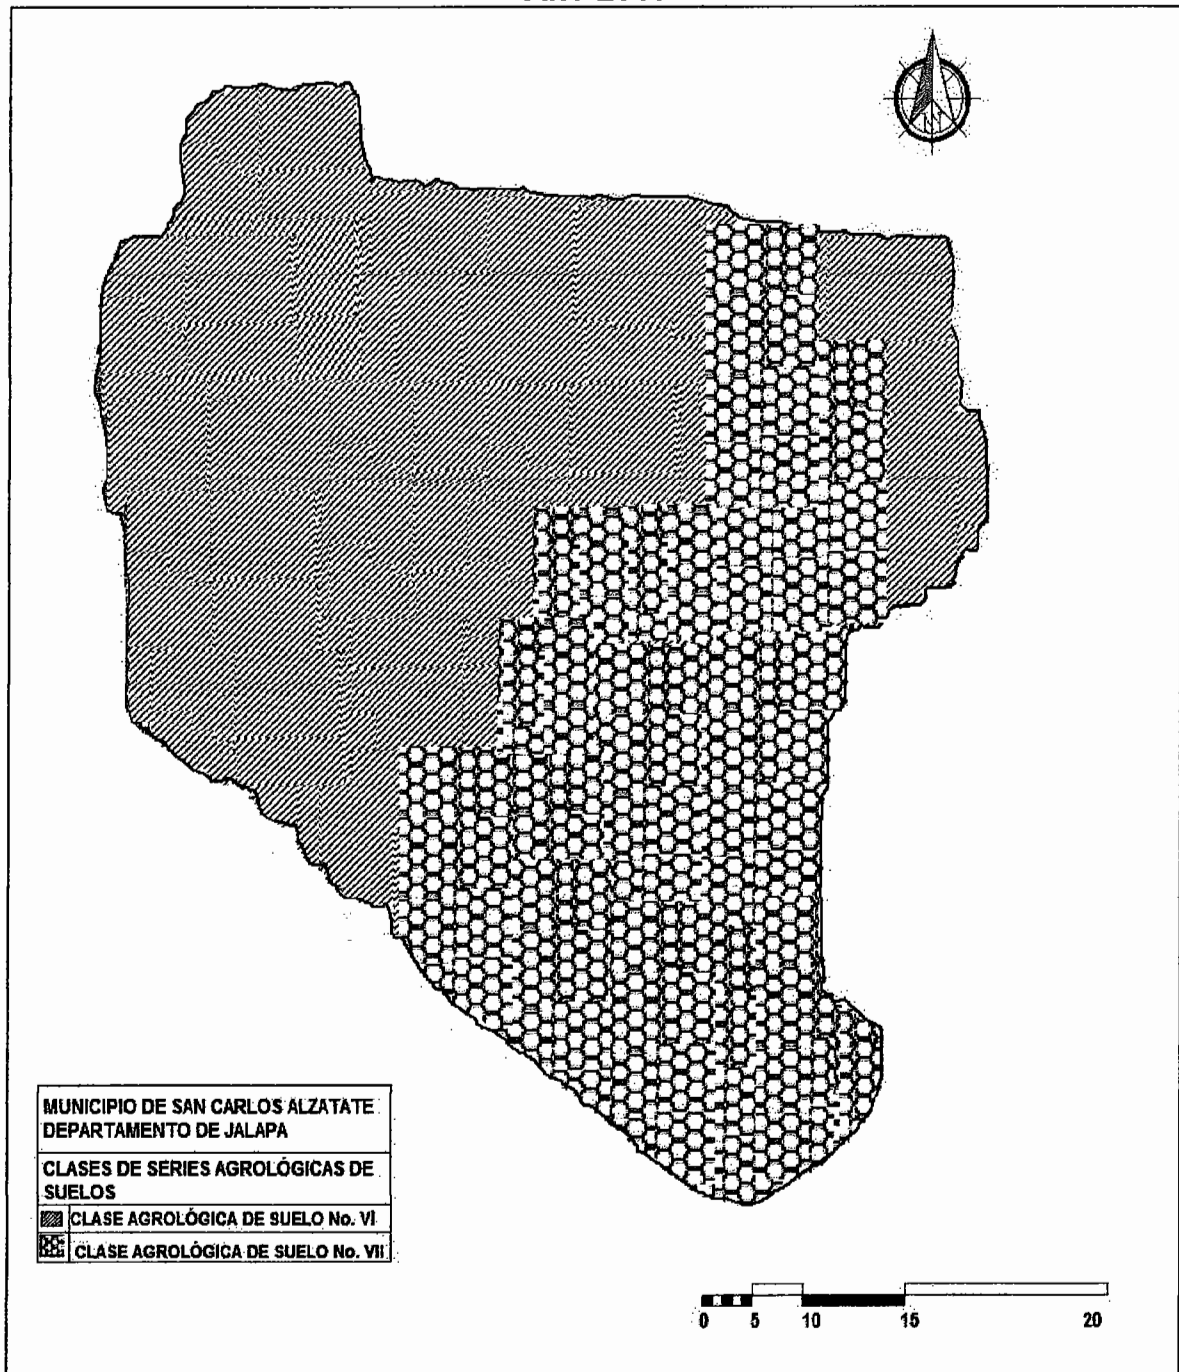 MUNICIPIO DE SAN CARLOS ALZATATE
DEPARTAMENTO DE JALAPA
CLASES DE SERIES AGROLÓGICAS DE
SUELOS
CLASE AGROLÓGICA DE SUELO No. VI
CLASE AGROLÓGICA DE SUELO No. VII
0 5 10 15 20